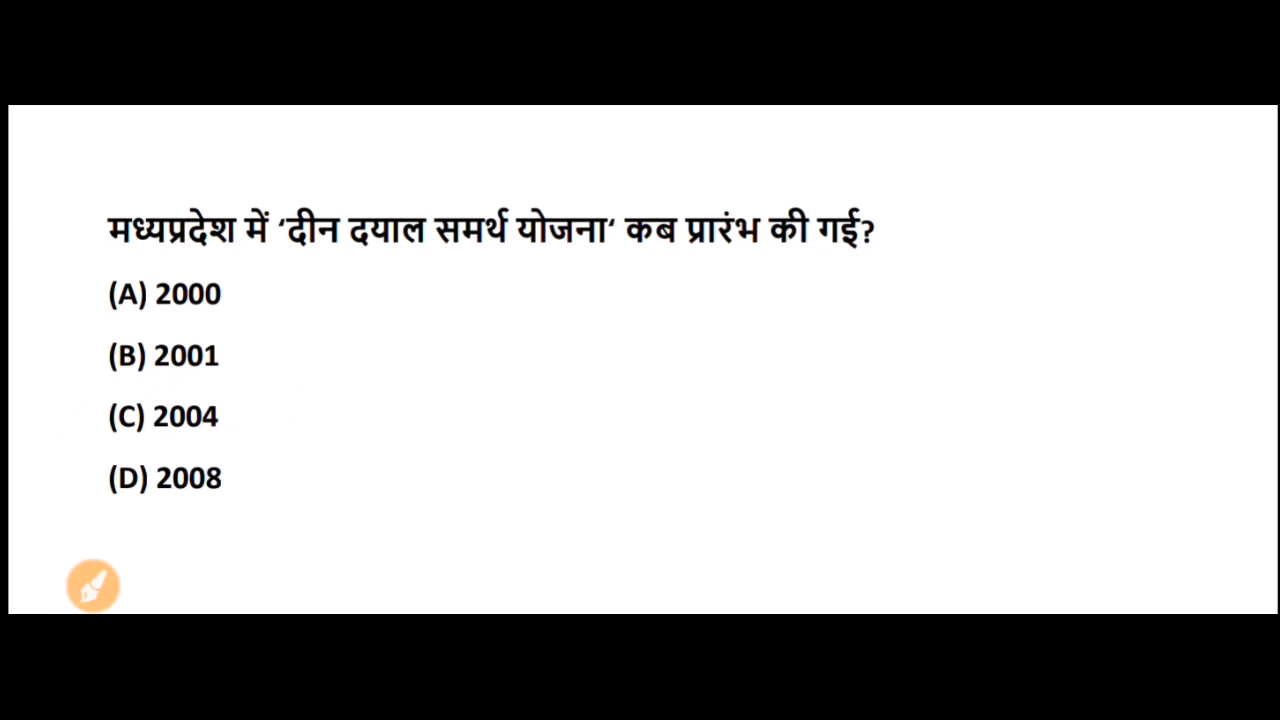 मध्यप्रदेश में ‘दीन दयाल समर्थ योजना‘ कब प्रारंभ की गई?
(A) 2000
(B) 2001
(C) 2004
(D) 2008